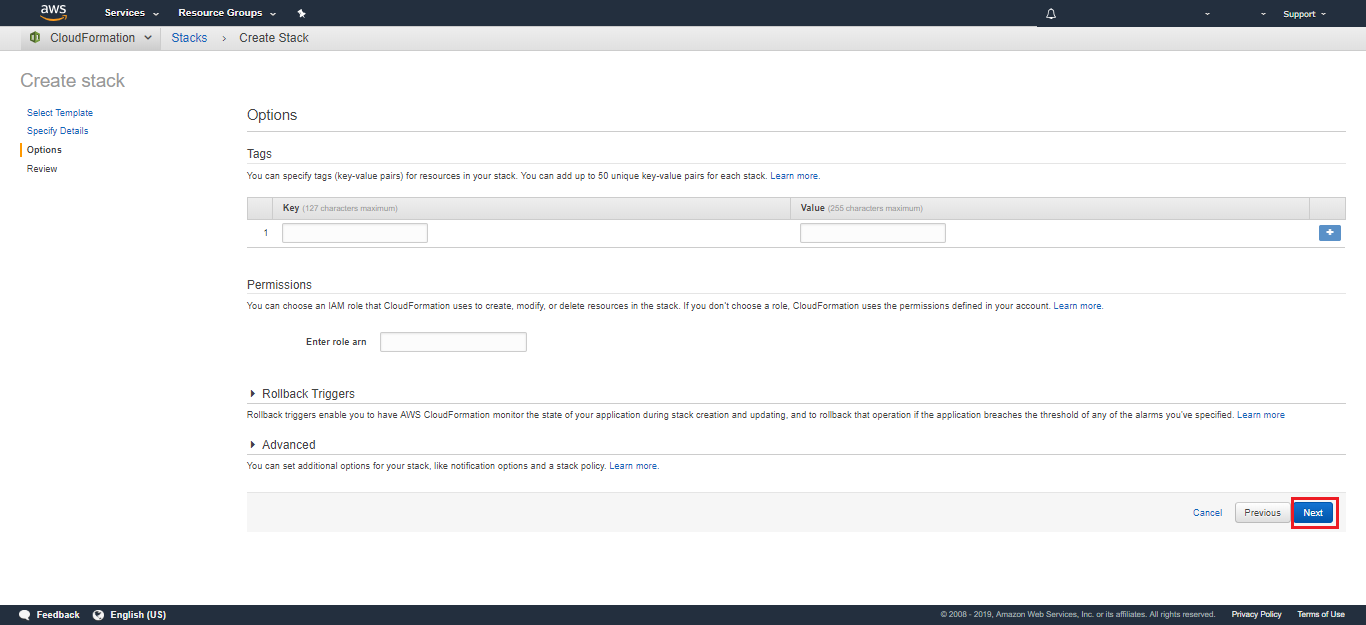 aws Services Resource Groups Support
CloudFormation Stacks > Create Stack
Create stack
Select Template
Specify Details
Options
Review
Options
Tags
You can specify tags (key-value pairs) for resources in your stack. You can add up to 50 unique key-value pairs for each stack. Learn more.
Key (127 characters maximum) Value (255 characters maximum)
1 +
Permissions
You can choose an IAM role that CloudFormation uses to create, modify, or delete resources in the stack. If you don't choose a role, CloudFormation uses the permissions defined in your account. Learn more.
Enter role arn
Rollback Triggers
Rollback triggers enable you to have AWS CloudFormation monitor the state of your application during stack creation and updating, and to rollback that operation if the application breaches the threshold of any of the alarms you've specified. Learn more
Advanced
You can set additional options for your stack, like notification options and a stack policy. Learn more.
Cancel Previous Next
Feedback English (US) © 2008 - 2019, Amazon Web Services, Inc. or its affiliates. All rights reserved. Privacy Policy Terms of Use